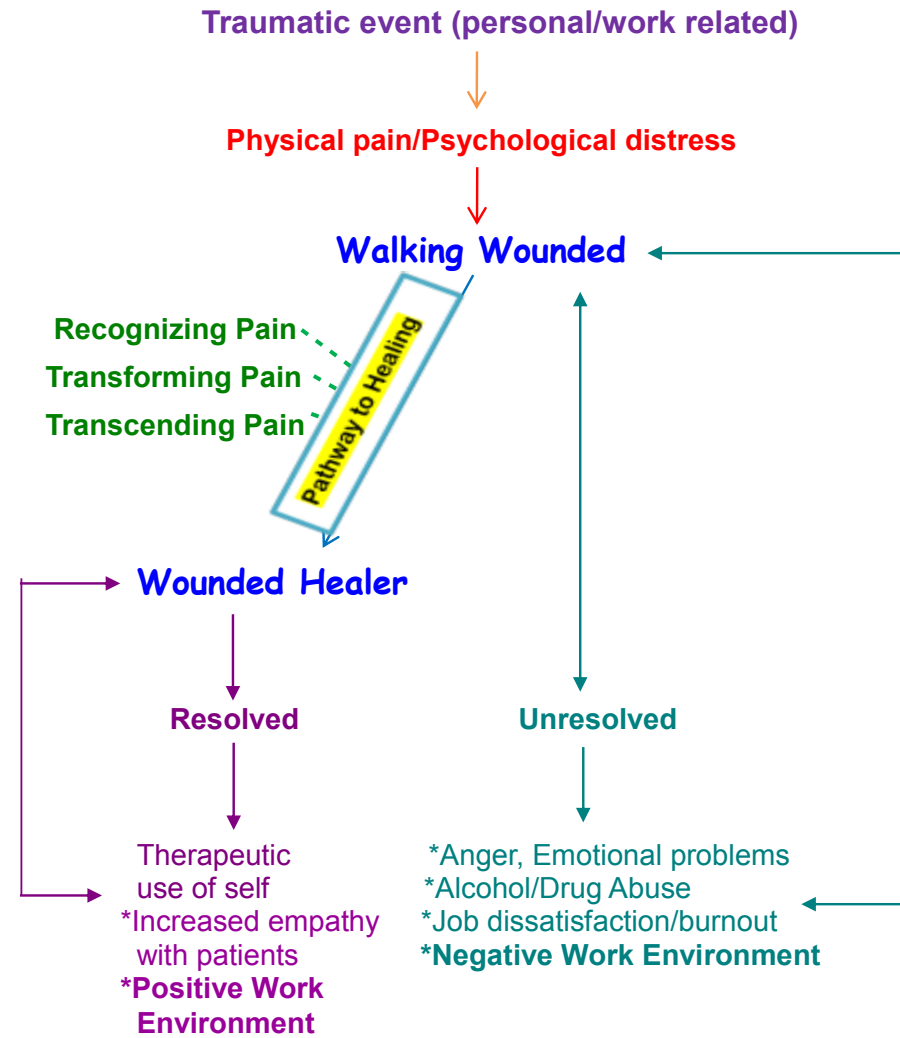 Traumatic event (personal/work related)
Physical pain/Psychological distress
Walking Wounded
Recognizing Pain
Transforming Pain
Transcending Pain
Pathway to Healing
Wounded Healer
Resolved
Unresolved
Therapeutic
use of self
*Increased empathy
with patients
*Positive Work
Environment
*Anger, Emotional problems
*Alcohol/Drug Abuse
*Job dissatisfaction/burnout
*Negative Work Environment